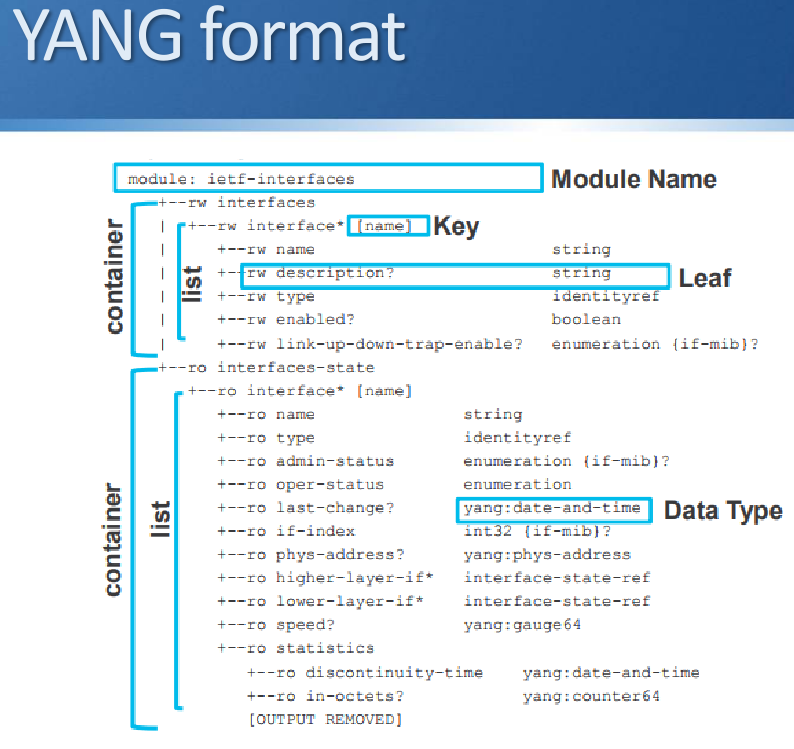 YANG format
module: ietf-interfaces Module Name
+--rw interfaces
| +--rw interface* [name] Key
| +--rw name string
| +--rw description? string Leaf
| +--rw type identityref
| +--rw enabled? boolean
| +--rw link-up-down-trap-enable? enumeration {if-mib}?
container
list
+--ro interfaces-state
+--ro interface* [name]
+--ro name string
+--ro type identityref
+--ro admin-status enumeration {if-mib}?
+--ro oper-status enumeration
+--ro last-change? yang:date-and-time Data Type
+--ro if-index int32 {if-mib}?
+--ro phys-address? yang:phys-address
+--ro higher-layer-if* interface-state-ref
+--ro lower-layer-if* interface-state-ref
+--ro speed? yang:gauge64
+--ro statistics
+--ro discontinuity-time yang:date-and-time
+--ro in-octets? yang:counter64
[OUTPUT REMOVED]
container
list